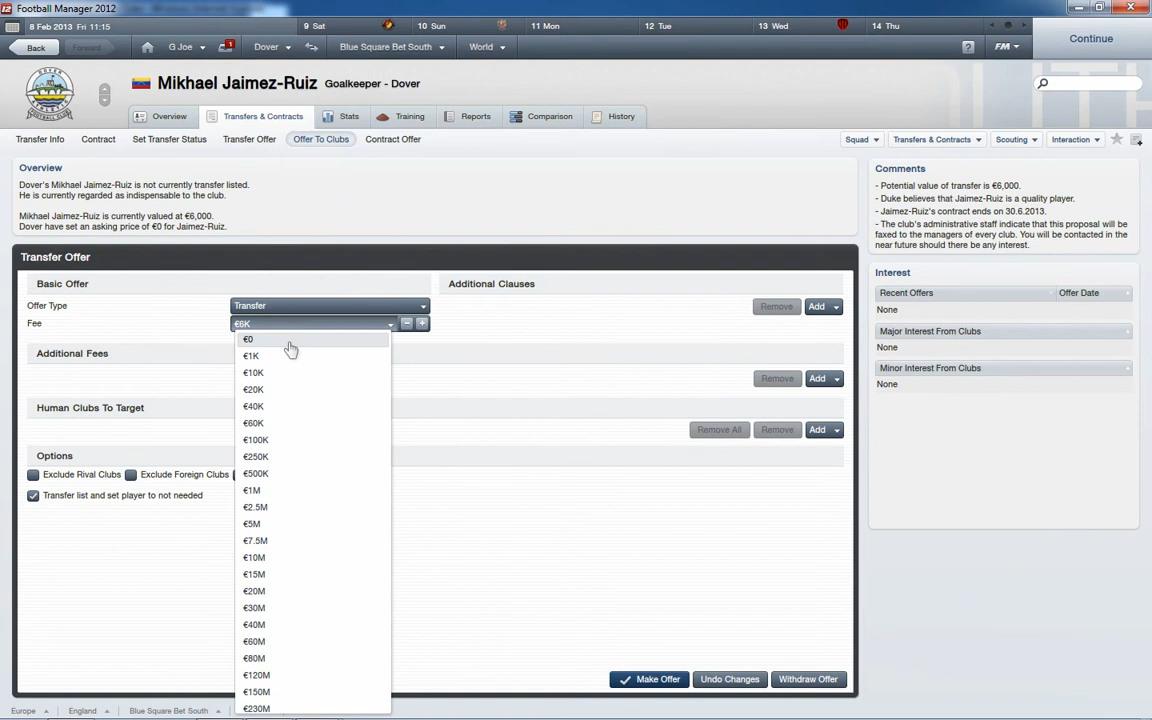 Football Manager 2012
8 Feb 2013 Fri 11:15
9 Sat
10 Sun
11 Mon
12 Tue
13 Wed
14 Thu
Continue
Back
Forward
G Joe
1
Dover
Blue Square Bet South
World
?
FM
Mikhael Jaimez-Ruiz
Goalkeeper - Dover
Overview
Transfers & Contracts
Stats
Training
Reports
Comparison
History
Transfer Info
Contract
Set Transfer Status
Transfer Offer
Offer To Clubs
Contract Offer
Squad
Transfers & Contracts
Scouting
Interaction
Overview
Dover's Mikhael Jaimez-Ruiz is not currently transfer listed.
He is currently regarded as indispensible to the club.
Mikhael Jaimez-Ruiz is currently valued at €6,000.
Dover have set an asking price of €0 for Jaimez-Ruiz.
Comments
- Potential value of transfer is €6,000.
- Duke believes that Jaimez-Ruiz is a quality player.
- Jaimez-Ruiz's contract ends on 30.6.2013.
- The club's administrative staff indicate that this proposal will be
faxed to the managers of every club. You will be contacted in the
near future should there be any interest.
Interest
Recent Offers
Offer Date
None
Major Interest From Clubs
None
Minor Interest From Clubs
None
Transfer Offer
Basic Offer
Additional Clauses
Offer Type
Transfer
Remove
Add
Fee
€6K
- +
€0
€1K
€10K
€20K
€40K
€60K
€100K
€250K
€500K
€1M
€2.5M
€5M
€7.5M
€10M
€15M
€20M
€30M
€40M
€60M
€80M
€120M
€150M
€230M
Additional Fees
Remove
Add
Human Clubs To Target
Remove All
Remove
Add
Options
Exclude Rival Clubs
Exclude Foreign Clubs
Transfer list and set player to not needed
Make Offer
Undo Changes
Withdraw Offer
Europe
England
Blue Square Bet South